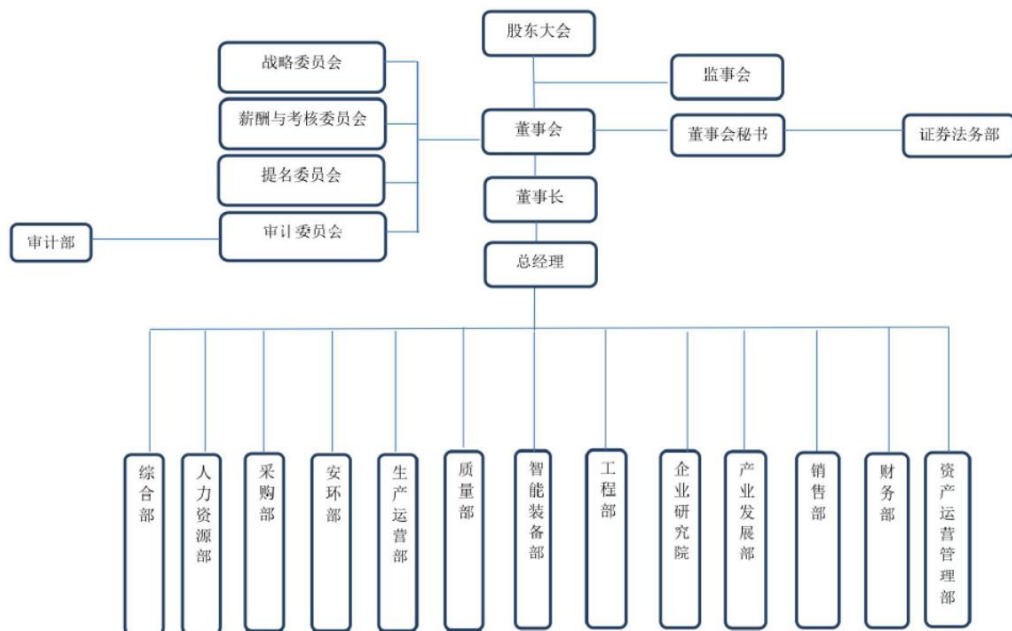 股东大会
战略委员会
监事会
薪酬与考核委员会
董事会
董事会秘书
证券法务部
提名委员会
董事长
审计部
审计委员会
总经理
综合部
人力资源部
采购部
安环部
生产运营部
质量部
智能装备部
工程部
企业研究院
产业发展部
销售部
财务部
资产运营管理部